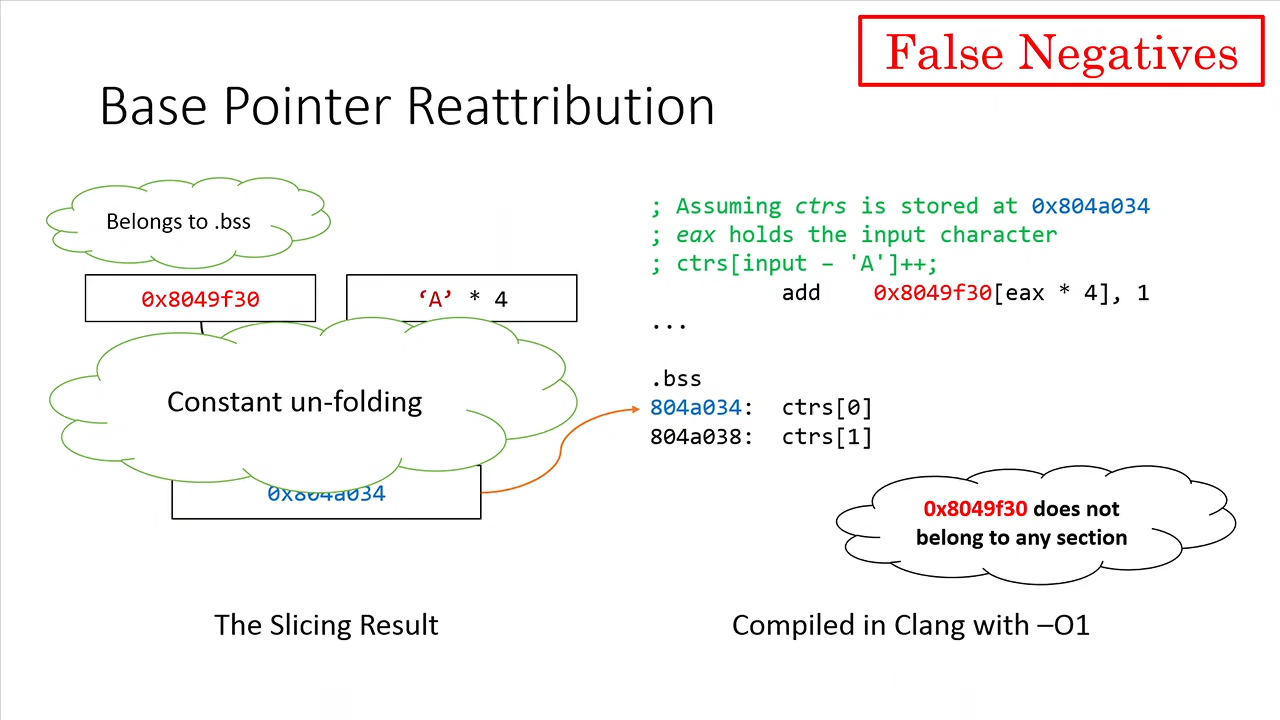 False Negatives
Base Pointer Reattribution
Belongs to .bss
0x8049f30
‘A’ * 4
Constant un-folding
0x804a034
The Slicing Result
; Assuming ctrs is stored at 0x804a034
; eax holds the input character
; ctrs[input – 'A']++;
add 0x8049f30[eax * 4], 1
...
.bss
804a034: ctrs[0]
804a038: ctrs[1]
0x8049f30 does not
belong to any section
Compiled in Clang with –O1